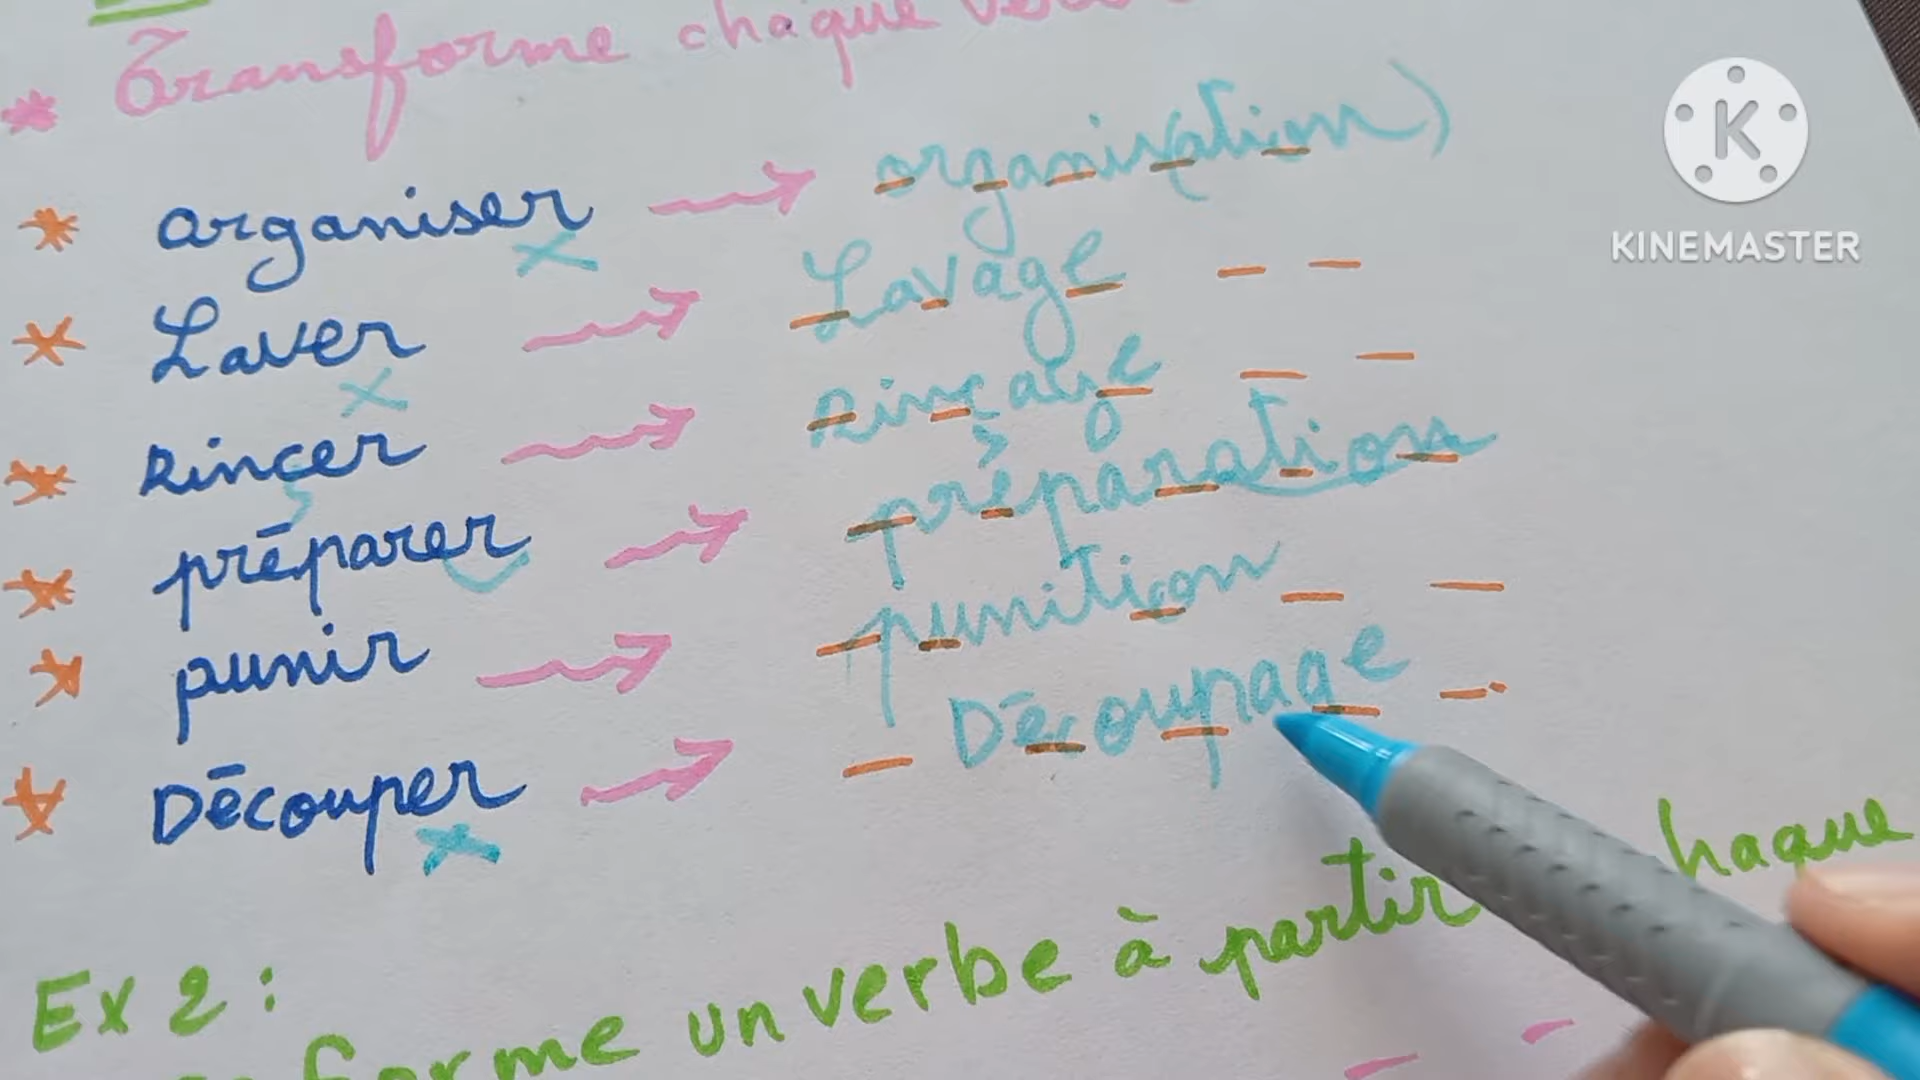 * Transforme chaque
* organiser → organisation)
* Laver → Lavage
* Rincer → Rinçage
* préparer → préparation
* punir → punition
* Découper → Découpage
Ex 2 :
forme un verbe à partir haque
K
KINEMASTER